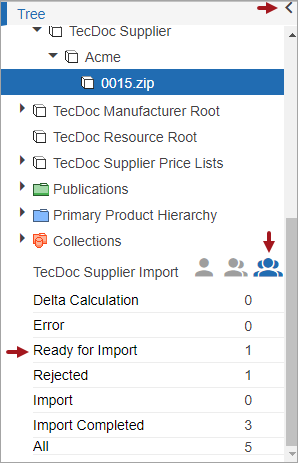 Tree
TecDoc Supplier
Acme
0015.zip
TecDoc Manufacturer Root
TecDoc Resource Root
TecDoc Supplier Price Lists
Publications
Primary Product Hierarchy
Collections
TecDoc Supplier Import
Delta Calculation 0
Error 0
Ready for Import 1
Rejected 1
Import 0
Import Completed 3
All 5